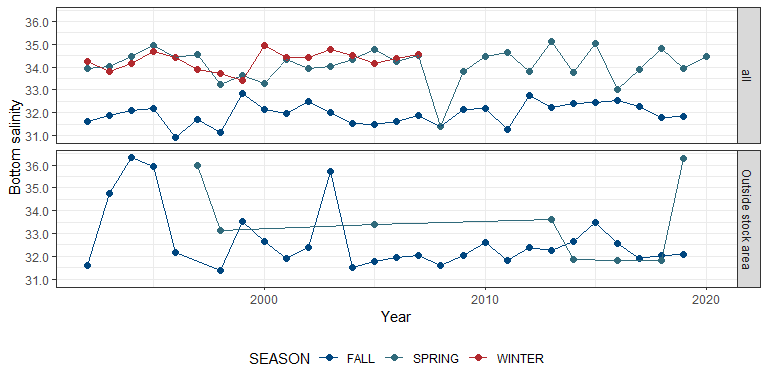 36.0
35.0
34.0
33.0
32.0
31.0
all
36.0
35.0
34.0
33.0
32.0
31.0
Outside stock area
Bottom salinity
2000 2010 2020
Year
SEASON FALL SPRING WINTER